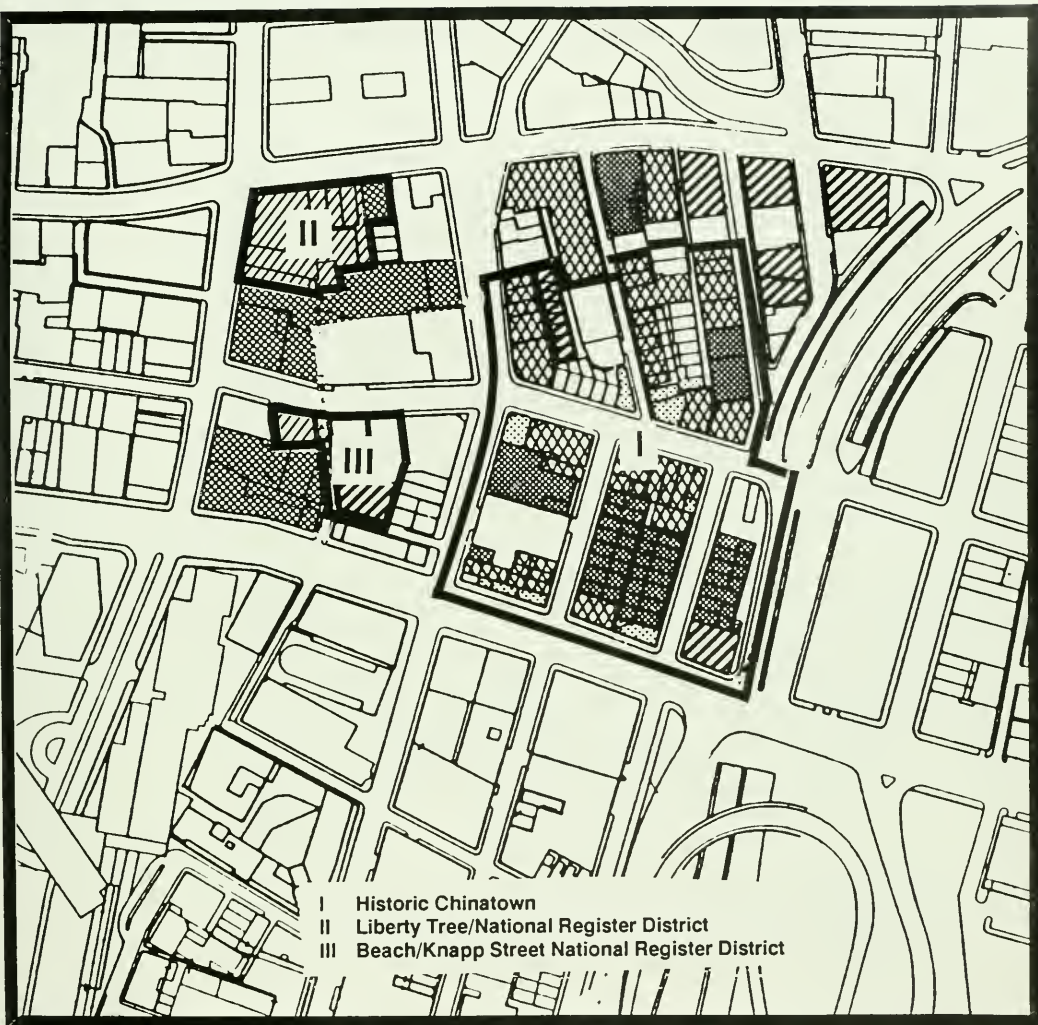 II
I
III
I Historic Chinatown
II Liberty Tree/National Register District
III Beach/Knapp Street National Register District